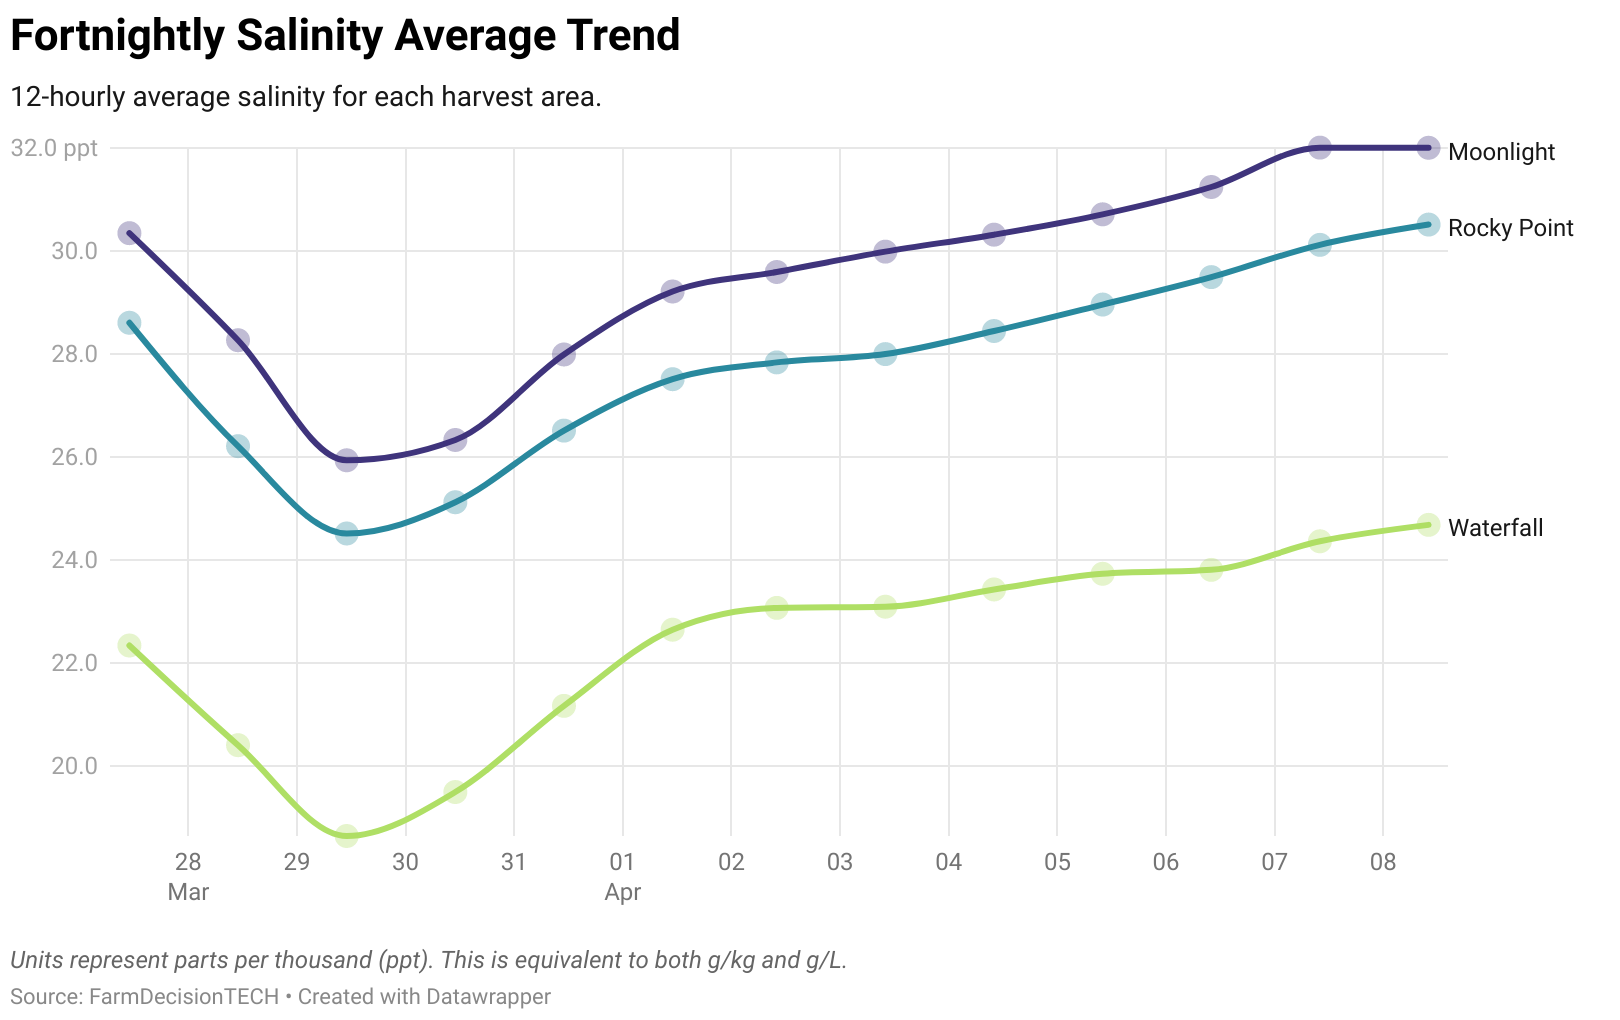 Fortnightly Salinity Average Trend
12-hourly average salinity for each harvest area.
32.0 ppt
Moonlight
Rocky Point
30.0
28.0
26.0
Waterfall
24.0
22.0
20.0
28 29 30 31 01 02 03 04 05 06 07 08
Mar Apr
Units represent parts per thousand (ppt). This is equivalent to both g/kg and g/L.
Source: FarmDecisionTECH • Created with Datawrapper